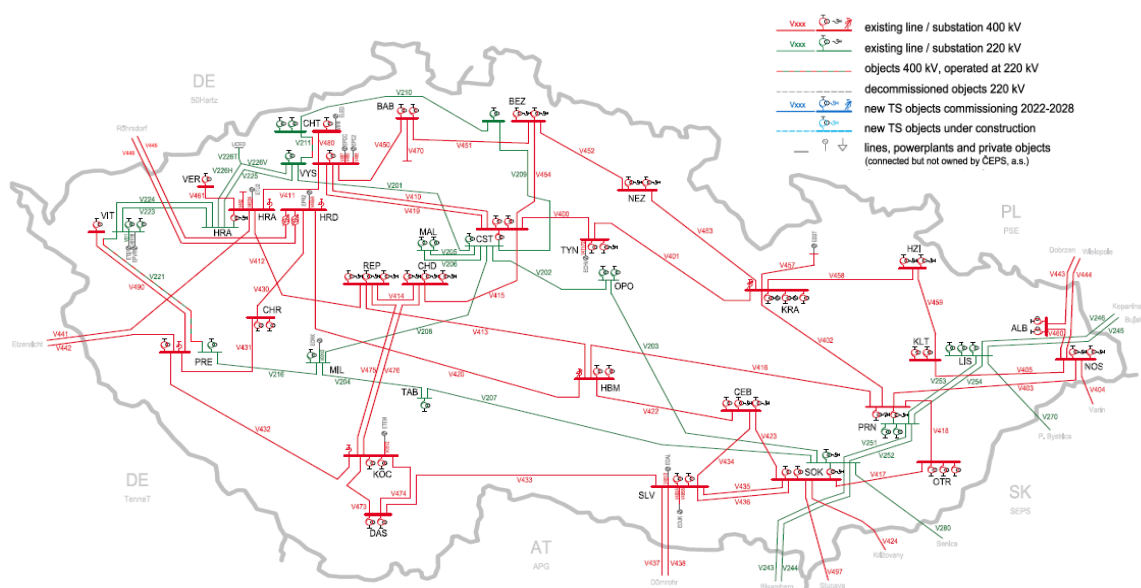 Vxxx existing line / substation 400 kV
Vxxx existing line / substation 220 kV
objects 400 kV, operated at 220 kV
decommissioned objects 220 kV
Vxxx new TS objects commissioning 2022-2028
new TS objects under construction
lines, powerplants and private objects
(connected but not owned by ČEPS, a.s.)
DE
50Hertz
Röhrsdorf
V445
V446
V210
BAB
BEZ
CHT
V211
V480
V450
V470
V451
V452
V226T
V226V
V226H
V225
VYS
V209
V454
VER
V461
V201
V410
V419
NEZ
V411
HRA
HRD
V400
V483
PL
PSE
V224
V223
VIT
HRA
MAL
V205
V206
CST
TYN
V401
V457
HZI
Dobrzen
Wielopole
V443
V444
V412
REP
CHD
V414
V415
V202
OPO
V458
KRA
V221
V490
V459
V246
V245
Kopanina
V430
CHR
V208
V413
V203
V402
ALB
V460
Etzenricht
V441
V442
V431
PRE
V216
MIL
V204
KLT
LIS
V405
NOS
V475
V476
V420
HBM
V416
V253
V254
V403
V404
Varín
TAB
V207
V422
CEB
PRN
V270
P. Bystrica
V432
V423
V434
V251
V252
V418
KOC
DE
TenneT
V433
V474
V473
DAS
SLV
V435
V436
SOK
V417
OTR
SK
SEPS
AT
APG
V437
V438
Dürnrohr
V243
V244
V497
V424
Križovany
V280
Senica
Stupava